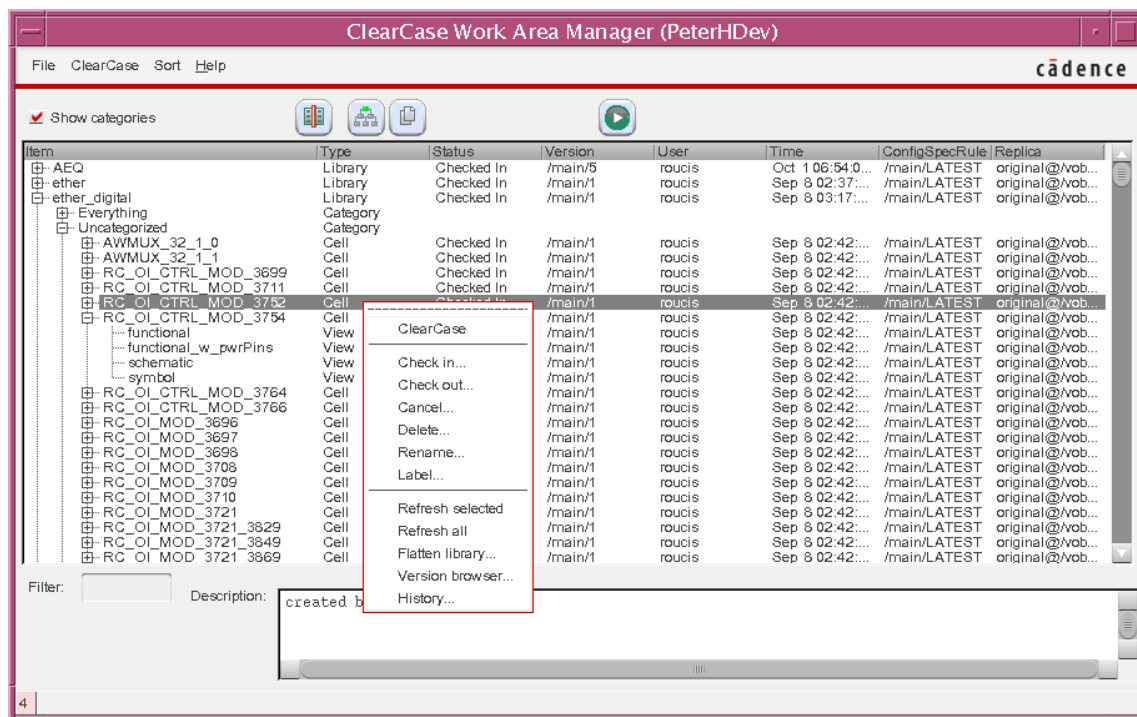 ClearCase Work Area Manager (PeterHDev)
File ClearCase Sort Help
cādence
Show categories
Item Type Status Version User Time ConfigSpecRule Replica
AEQ Library Checked In /main/5 roucis Oct 1 06:54:0... /main/LATEST original@/vob...
ether Library Checked In /main/1 roucis Sep 8 02:37:... /main/LATEST original@/vob...
ether_digital Library Checked In /main/1 roucis Sep 8 03:17:... /main/LATEST original@/vob...
Everything Category
Uncategorized Category
AWMUX_32_1_0 Cell Checked In /main/1 roucis Sep 8 02:42:... /main/LATEST original@/vob...
AWMUX_32_1_1 Cell Checked In /main/1 roucis Sep 8 02:42:... /main/LATEST original@/vob...
RC_OI_CTRL_MOD_3699 Cell Checked In /main/1 roucis Sep 8 02:42:... /main/LATEST original@/vob...
RC_OI_CTRL_MOD_3711 Cell Checked In /main/1 roucis Sep 8 02:42:... /main/LATEST original@/vob...
RC_OI_CTRL_MOD_3752 Cell Checked In /main/1 roucis Sep 8 02:42:... /main/LATEST original@/vob...
RC_OI_CTRL_MOD_3754 Cell /main/1 roucis Sep 8 02:42:... /main/LATEST original@/vob...
functional View /main/1 roucis Sep 8 02:42:... /main/LATEST original@/vob...
functional_w_pwrPins View /main/1 roucis Sep 8 02:42:... /main/LATEST original@/vob...
schematic View /main/1 roucis Sep 8 02:42:... /main/LATEST original@/vob...
symbol View /main/1 roucis Sep 8 02:42:... /main/LATEST original@/vob...
RC_OI_CTRL_MOD_3764 Cell /main/1 roucis Sep 8 02:42:... /main/LATEST original@/vob...
RC_OI_CTRL_MOD_3766 Cell /main/1 roucis Sep 8 02:42:... /main/LATEST original@/vob...
RC_OI_MOD_3696 Cell /main/1 roucis Sep 8 02:42:... /main/LATEST original@/vob...
RC_OI_MOD_3697 Cell /main/1 roucis Sep 8 02:42:... /main/LATEST original@/vob...
RC_OI_MOD_3698 Cell /main/1 roucis Sep 8 02:42:... /main/LATEST original@/vob...
RC_OI_MOD_3708 Cell /main/1 roucis Sep 8 02:42:... /main/LATEST original@/vob...
RC_OI_MOD_3709 Cell /main/1 roucis Sep 8 02:42:... /main/LATEST original@/vob...
RC_OI_MOD_3710 Cell /main/1 roucis Sep 8 02:42:... /main/LATEST original@/vob...
RC_OI_MOD_3721 Cell /main/1 roucis Sep 8 02:42:... /main/LATEST original@/vob...
RC_OI_MOD_3721_3829 Cell /main/1 roucis Sep 8 02:42:... /main/LATEST original@/vob...
RC_OI_MOD_3721_3849 Cell /main/1 roucis Sep 8 02:42:... /main/LATEST original@/vob...
RC_OI_MOD_3721_3869 Cell /main/1 roucis Sep 8 02:42:... /main/LATEST original@/vob...
ClearCase
Check in...
Check out...
Cancel...
Delete...
Rename...
Label...
Refresh selected
Refresh all
Flatten library...
Version browser...
History...
Filter:
Description:
created b
4